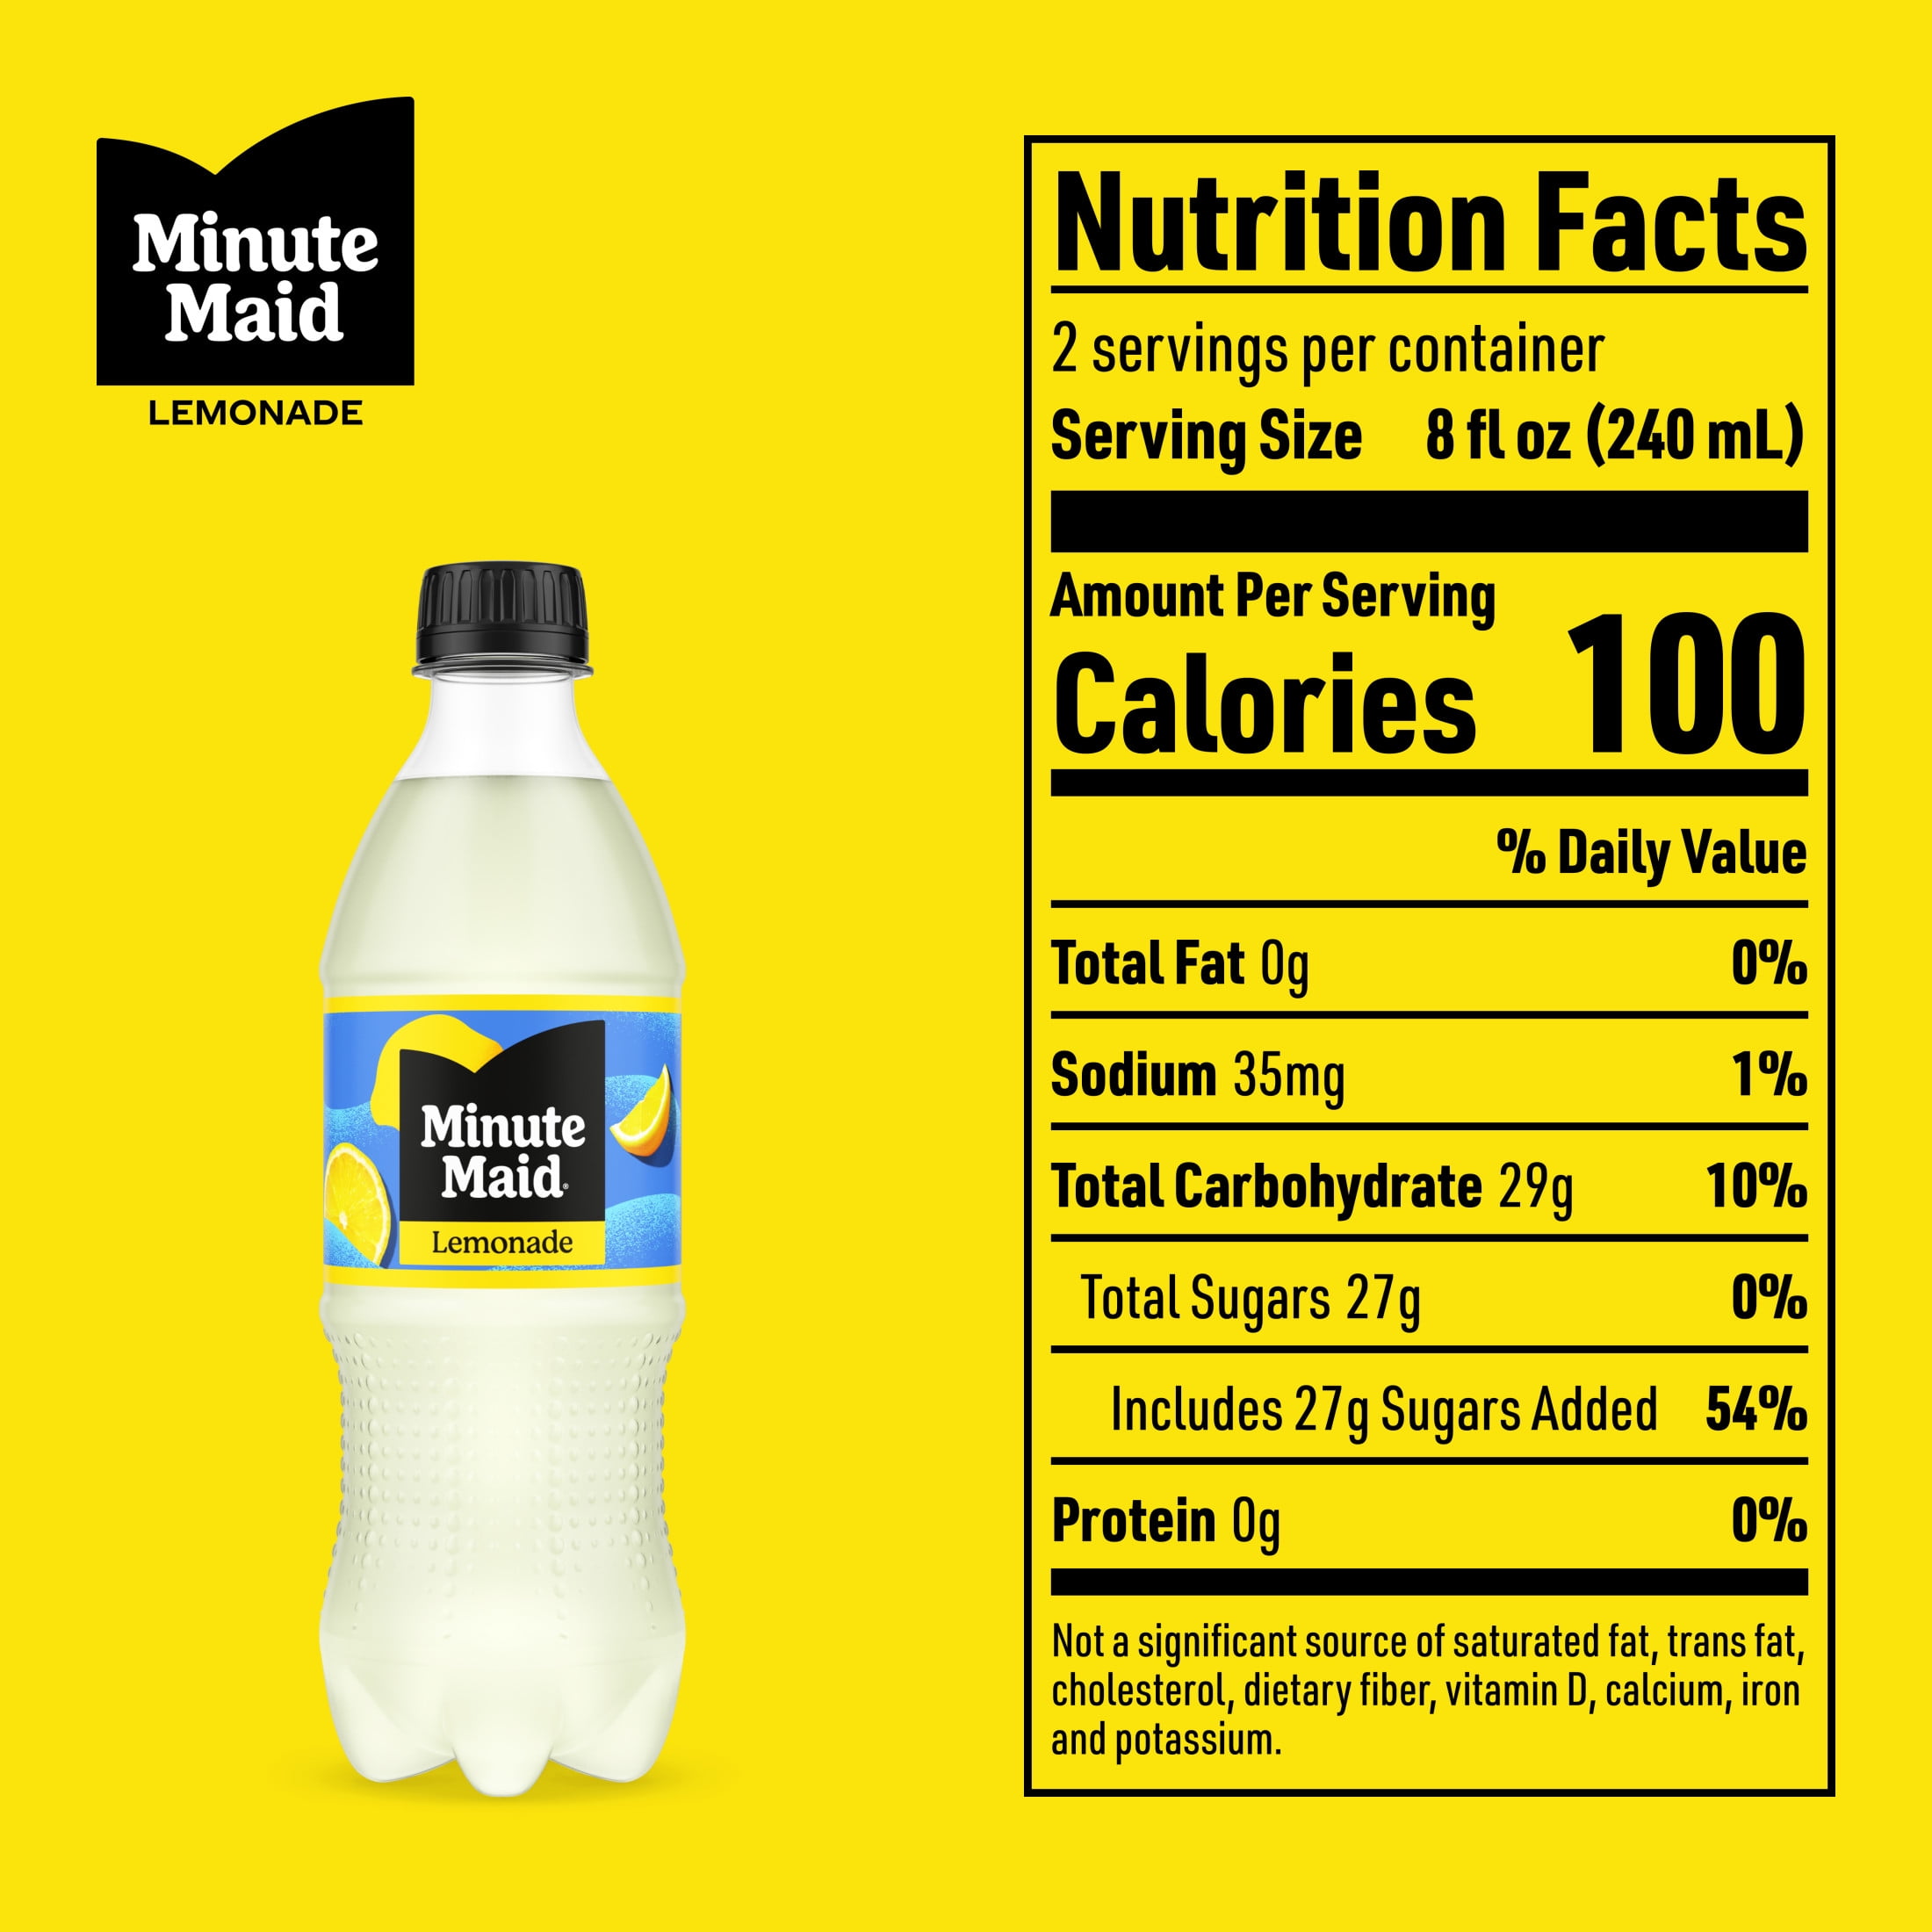 Minute
Maid
LEMONADE
Minute
Maid®
Lemonade
Nutrition Facts
2 servings per container
Serving Size 8 fl oz (240 mL)
Amount Per Serving
Calories 100
% Daily Value
Total Fat 0g 0%
Sodium 35mg 1%
Total Carbohydrate 29g 10%
Total Sugars 27g 0%
Includes 27g Sugars Added 54%
Protein 0g 0%
Not a significant source of saturated fat, trans fat,
cholesterol, dietary fiber, vitamin D, calcium, iron
and potassium.